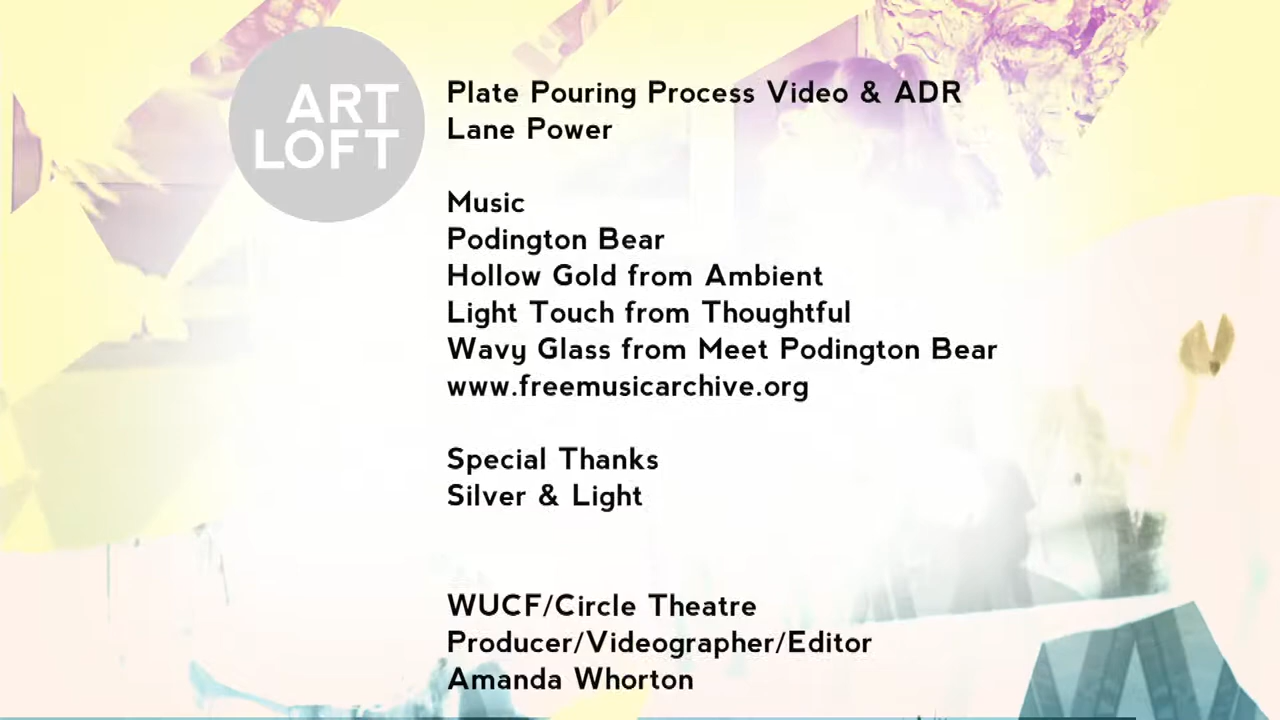 ART
LOFT
Plate Pouring Process Video & ADR
Lane Power
Music
Podington Bear
Hollow Gold from Ambient
Light Touch from Thoughtful
Wavy Glass from Meet Podington Bear
www.freemusicarchive.org
Special Thanks
Silver & Light
WUCF/Circle Theatre
Producer/Videographer/Editor
Amanda Whorton